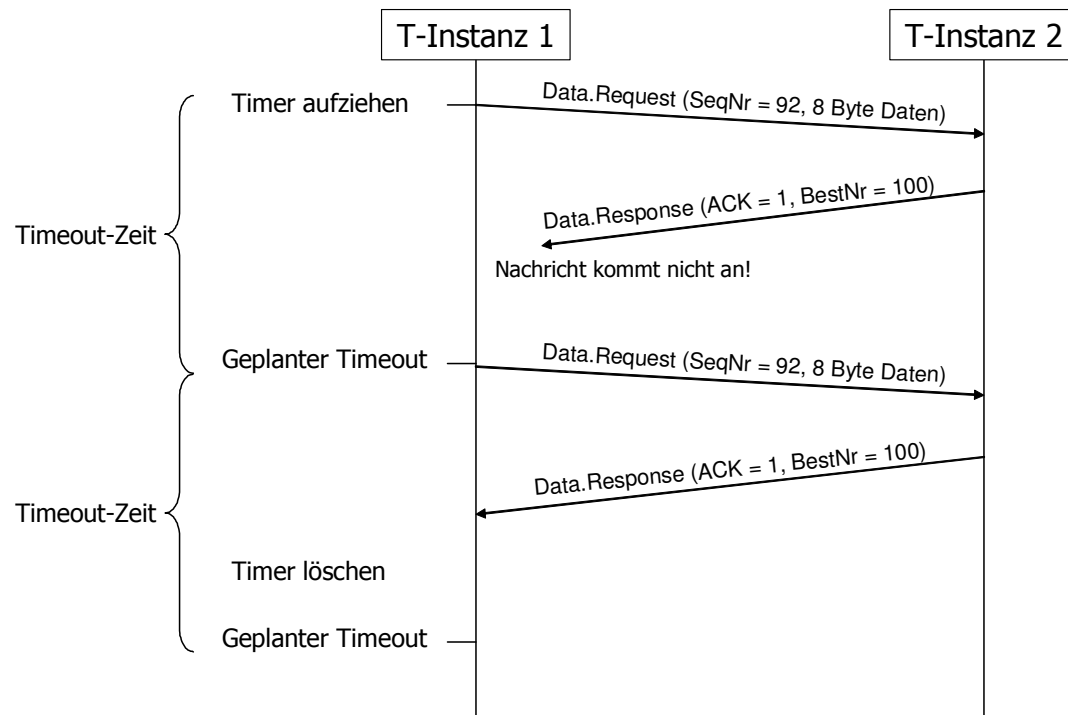 T-Instanz 1
T-Instanz 2
Timer aufziehen
Data.Request (SeqNr = 92, 8 Byte Daten)
Data.Response (ACK = 1, BestNr = 100)
Timeout-Zeit
Nachricht kommt nicht an!
Geplanter Timeout
Data.Request (SeqNr = 92, 8 Byte Daten)
Data.Response (ACK = 1, BestNr = 100)
Timeout-Zeit
Timer löschen
Geplanter Timeout